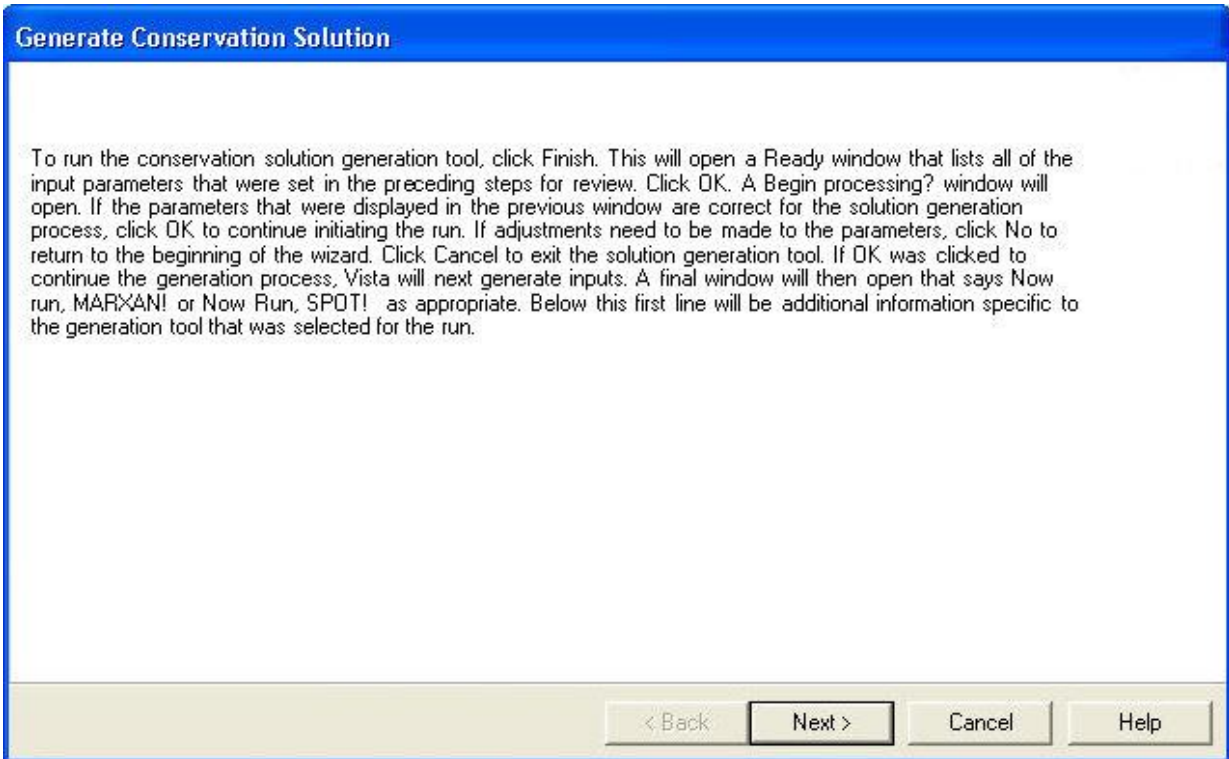 Generate Conservation Solution
To run the conservation solution generation tool, click Finish. This will open a Ready window that lists all of the
input parameters that were set in the preceding steps for review. Click OK. A Begin processing? window will
open. If the parameters that were displayed in the previous window are correct for the solution generation
process, click OK to continue initiating the run. If adjustments need to be made to the parameters, click No to
return to the beginning of the wizard. Click Cancel to exit the solution generation tool. If OK was clicked to
continue the generation process, Vista will next generate inputs. A final window will then open that says Now
run, MARXAN! or Now Run, SPOT!  as appropriate. Below this first line will be additional information specific to
the generation tool that was selected for the run.
< Back Next > Cancel Help